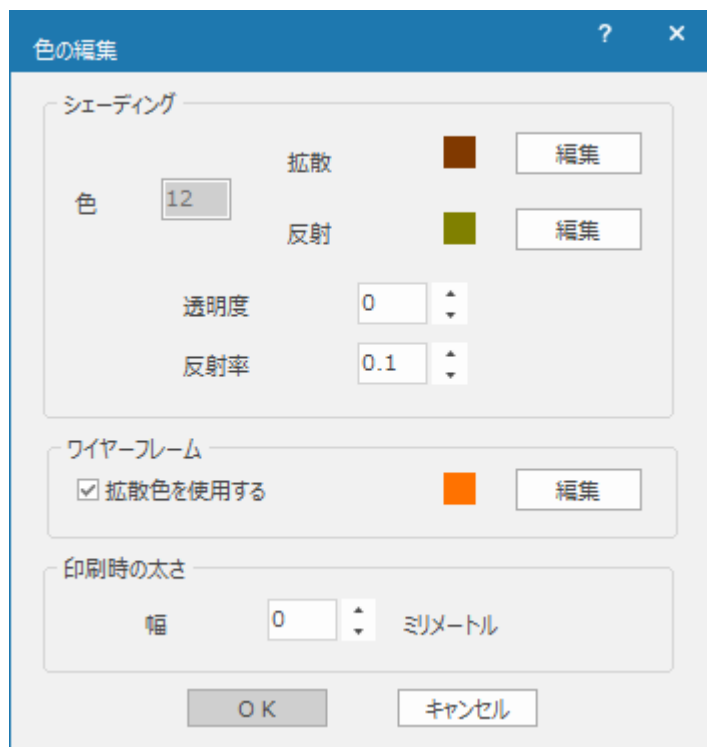 色の編集 ? ×
シェーディング
拡散 編集
色 12
反射 編集
透明度 0
反射率 0.1
ワイヤーフレーム
拡散色を使用する 編集
印刷時の太さ
幅 0 ミリメートル
OK キャンセル